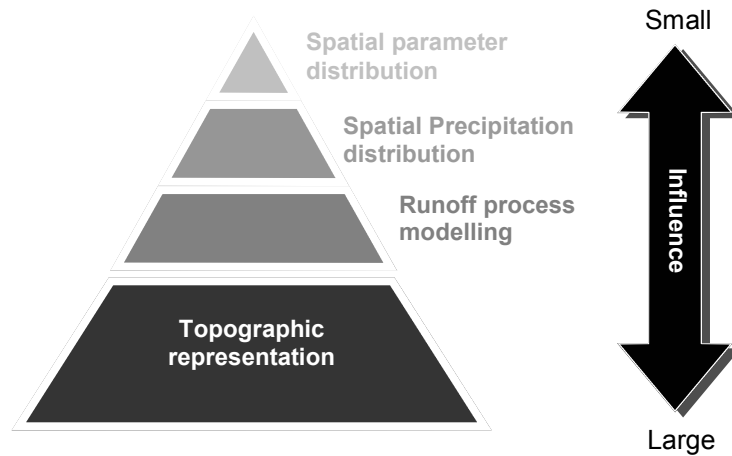 Spatial parameter
distribution
Spatial Precipitation
distribution
Runoff process
modelling
Topographic
representation
Small
Influence
Large